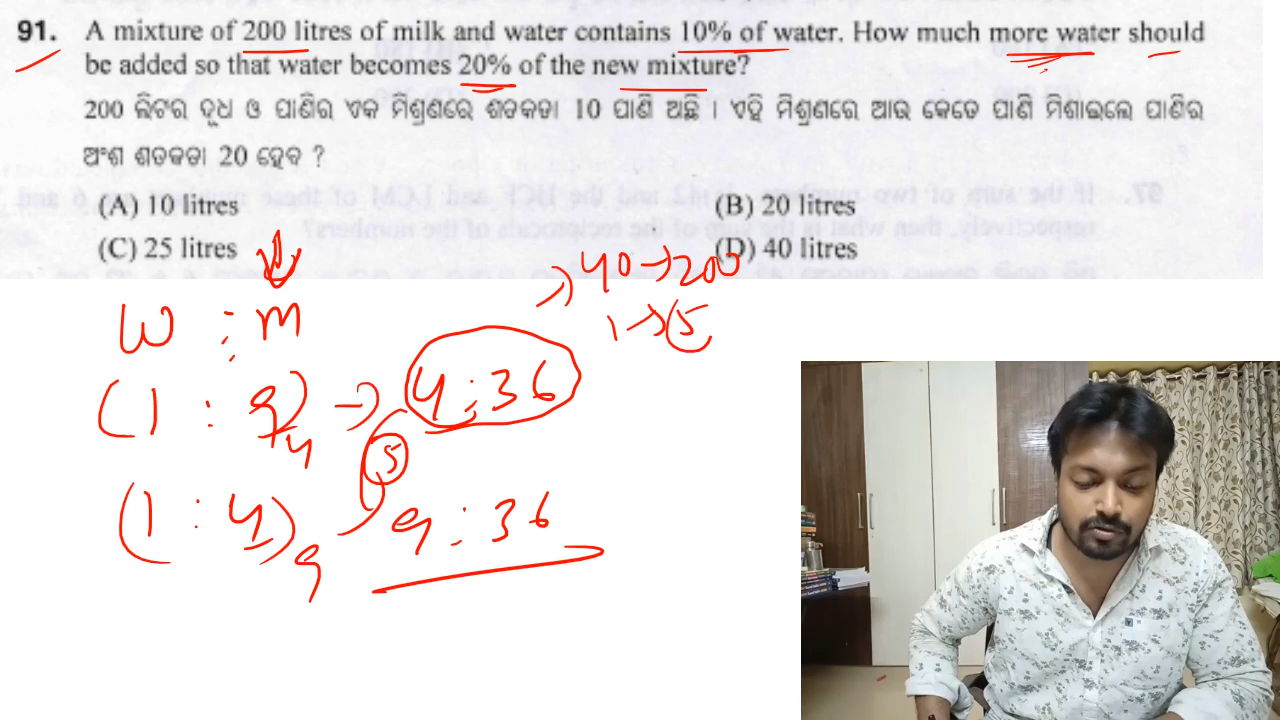 91. A mixture of 200 litres of milk and water contains 10% of water. How much more water should
be added so that water becomes 20% of the new mixture?
200 ଲିଟର ଦୁଧ ଓ ପାଣିର ଏକ ମିଶ୍ରଣରେ ଶତକଡା 10 ପାଣି ଅଛି । ଏହି ମିଶ୍ରଣରେ ଆଉ କେତେ ପାଣି ମିଶାଇଲେ ପାଣିର
ଅଂଶ ଶତକଡା 20 ହେବ ?
(A) 10 litres (B) 20 litres
(C) 25 litres (D) 40 litres
40 → 200
1 → 5
W : m
(1 : 9)4 → 4 : 36
5
(1 : 4)9 9 : 36